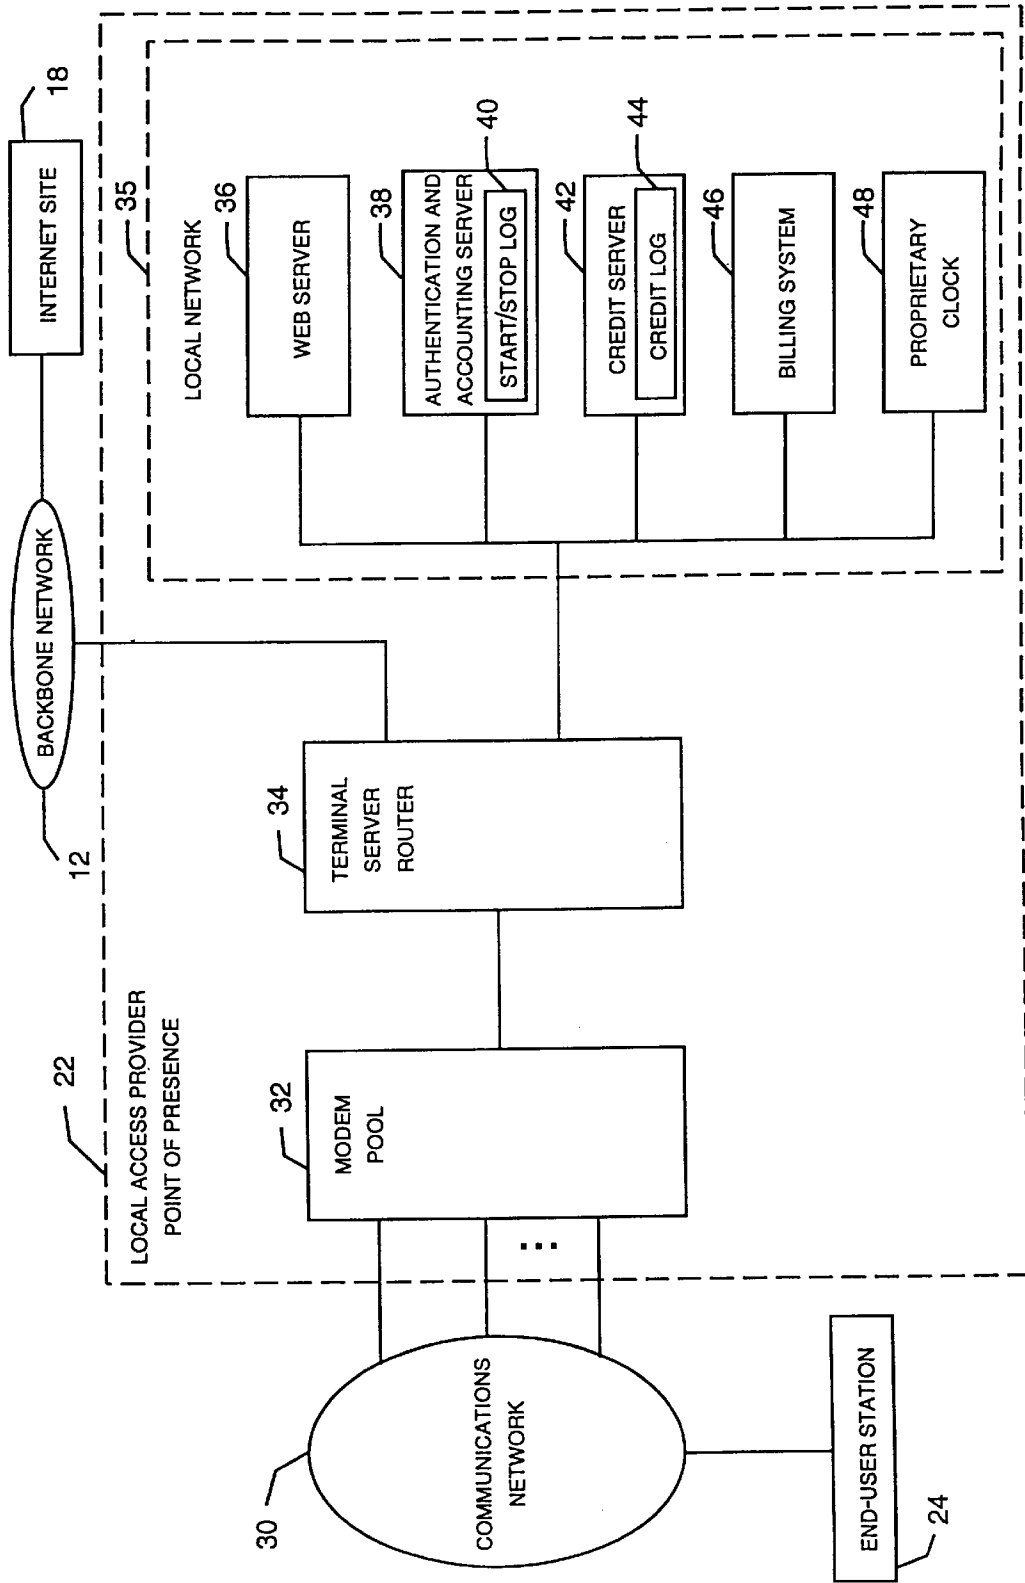 22
LOCAL ACCESS PROVIDER
POINT OF PRESENCE
12
BACKBONE NETWORK
INTERNET SITE
18
35
LOCAL NETWORK
30
COMMUNICATIONS
NETWORK
32
MODEM
POOL
34
TERMINAL
SERVER
ROUTER
36
WEB SERVER
38
AUTHENTICATION AND
ACCOUNTING SERVER
START/STOP LOG
40
42
CREDIT SERVER
CREDIT LOG
44
46
BILLING SYSTEM
48
PROPRIETARY
CLOCK
END-USER STATION
24